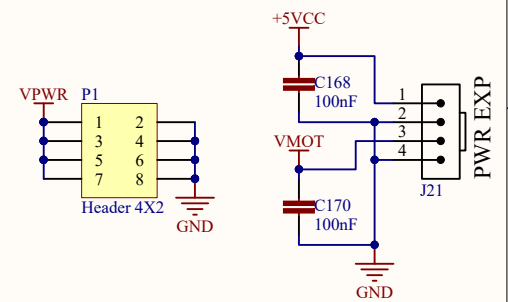 +5VCC
C168
100nF
VPWR
P1
1 2
3 4
5 6
7 8
Header 4X2
GND
VMOT
C170
100nF
GND
1
2
3
4
J21
PWR EXP